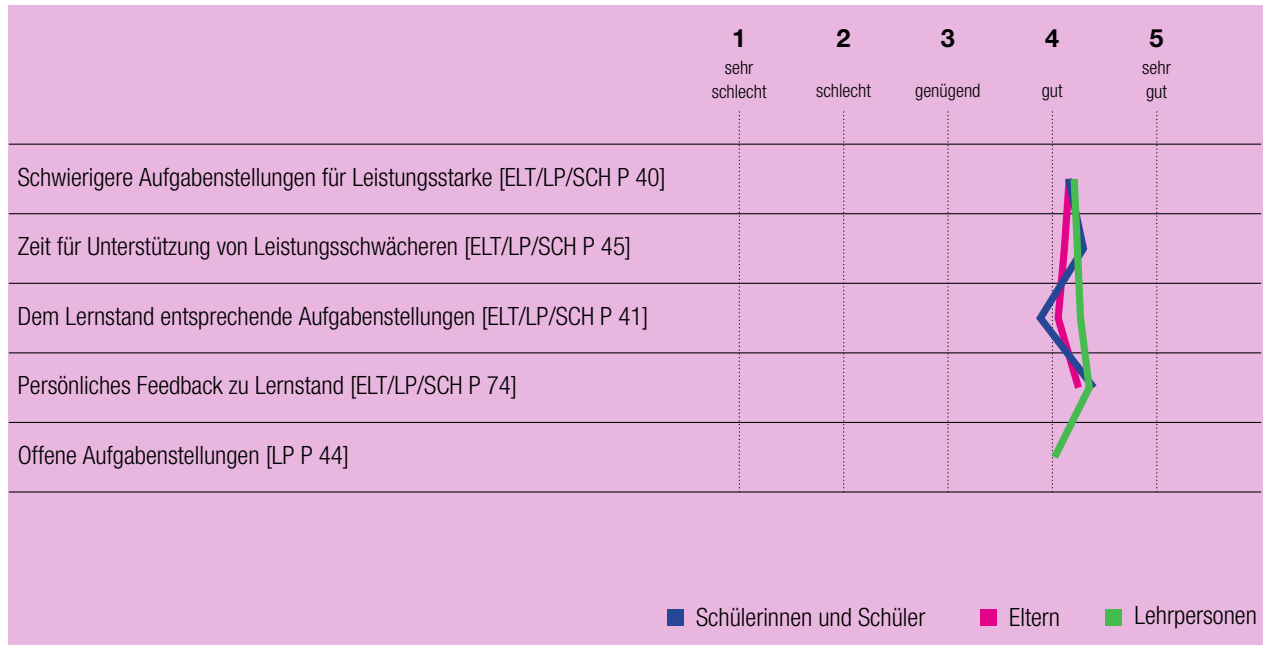 1 2 3 4 5
sehr schlecht schlecht genügend gut sehr gut
Schwierigere Aufgabenstellungen für Leistungsstarke [ELT/LP/SCH P 40]
Zeit für Unterstützung von Leistungsschwächeren [ELT/LP/SCH P 45]
Dem Lernstand entsprechende Aufgabenstellungen [ELT/LP/SCH P 41]
Persönliches Feedback zu Lernstand [ELT/LP/SCH P 74]
Offene Aufgabenstellungen [LP P 44]
Schülerinnen und Schüler Eltern Lehrpersonen